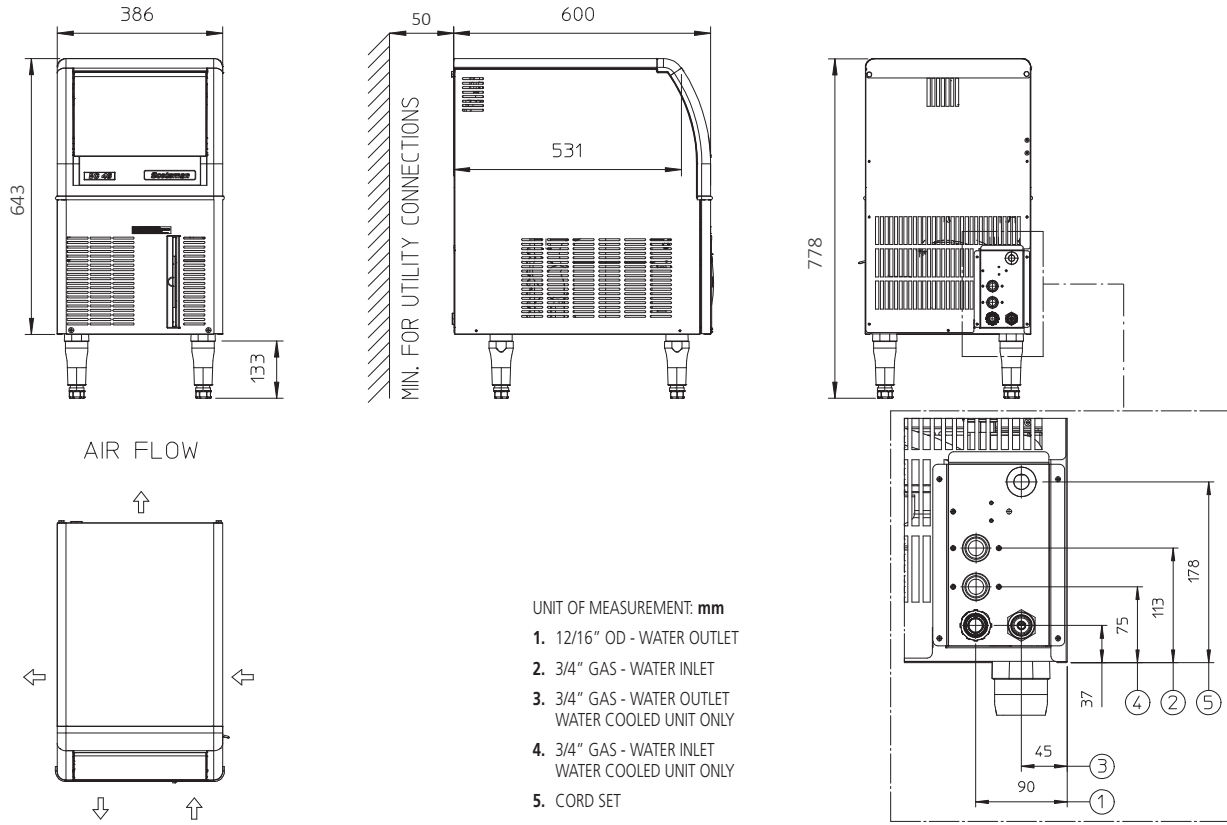 386
50
600
643
MIN. FOR UTILITY CONNECTIONS
531
778
Scotsman
133
AIR FLOW
UNIT OF MEASUREMENT: mm
1. 12/16" OD - WATER OUTLET
2. 3/4" GAS - WATER INLET
3. 3/4" GAS - WATER OUTLET
WATER COOLED UNIT ONLY
4. 3/4" GAS - WATER INLET
WATER COOLED UNIT ONLY
5. CORD SET
37
75
113
178
4
2
5
45
3
90
1